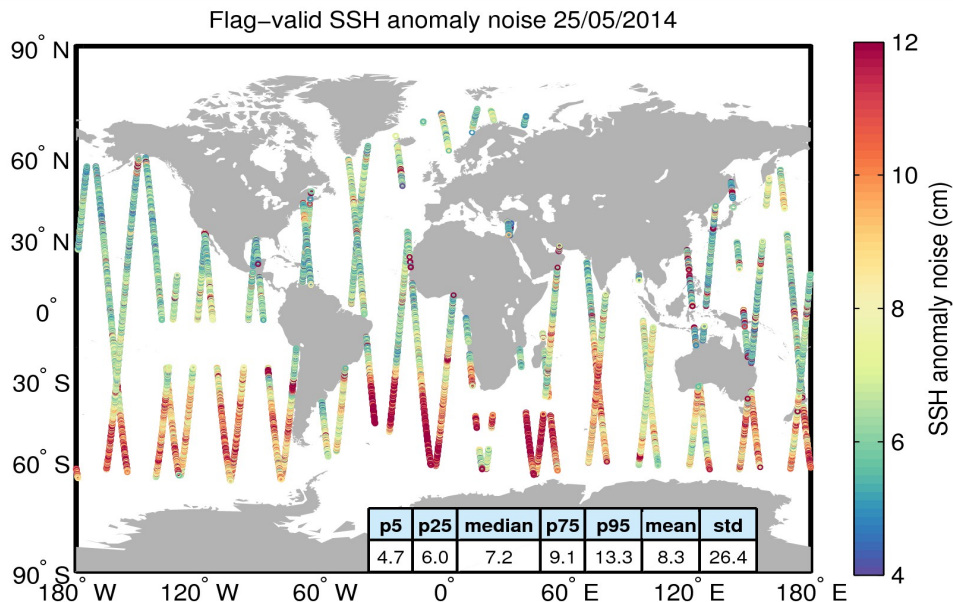 Flag−valid SSH anomaly noise 25/05/2014
90° N
60° N
30° N
0°
30° S
60° S
90° S
180° W 120° W 60° W 0° 60° E 120° E 180° E
p5 p25 median p75 p95 mean std
4.7 6.0 7.2 9.1 13.3 8.3 26.4
12
10
8
6
4
SSH anomaly noise (cm)